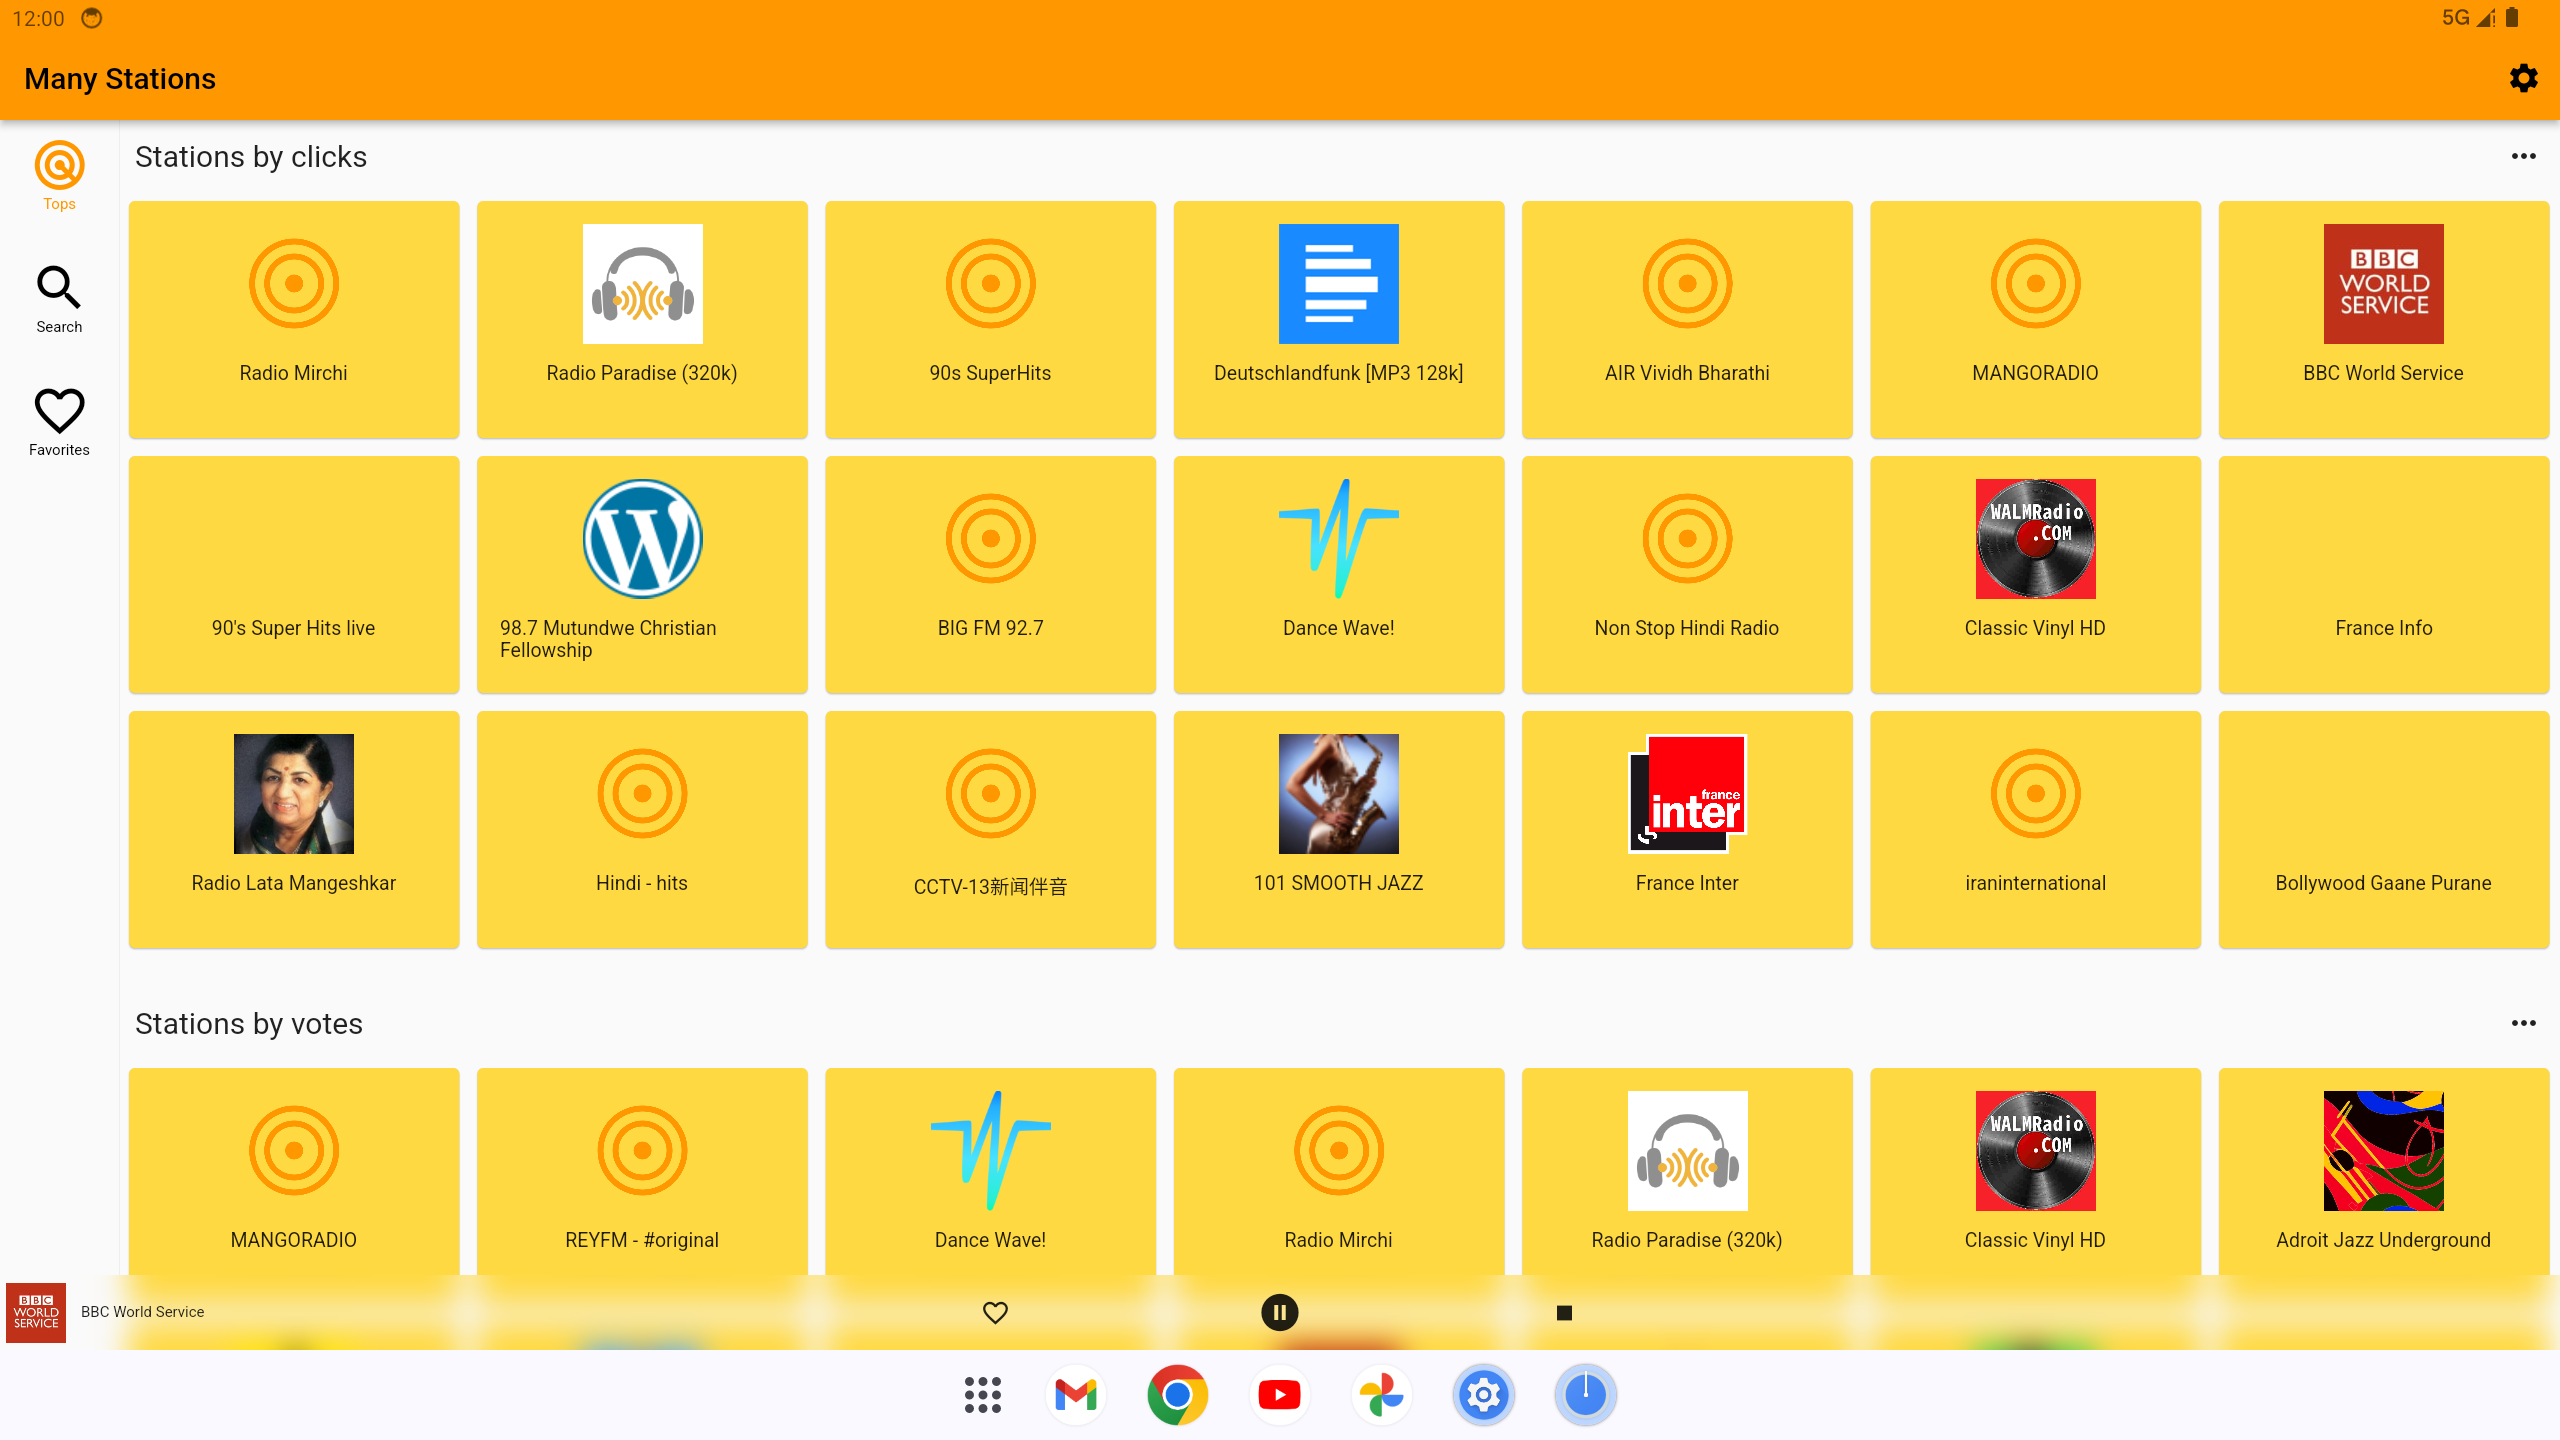 12:00
5G
Many Stations
Tops
Search
Favorites
Stations by clicks
Radio Mirchi
Radio Paradise (320k)
90s SuperHits
Deutschlandfunk [MP3 128k]
AIR Vividh Bharathi
MANGORADIO
BBC
WORLD
SERVICE
BBC World Service
90's Super Hits live
98.7 Mutundwe Christian
Fellowship
BIG FM 92.7
Dance Wave!
Non Stop Hindi Radio
WALMRadio
.COM
Classic Vinyl HD
France Info
Radio Lata Mangeshkar
Hindi - hits
CCTV-13新闻伴音
101 SMOOTH JAZZ
france
inter
France Inter
iraninternational
Bollywood Gaane Purane
Stations by votes
MANGORADIO
REYFM - #original
Dance Wave!
Radio Mirchi
Radio Paradise (320k)
WALMRadio
.COM
Classic Vinyl HD
Adroit Jazz Underground
BBC
WORLD
SERVICE
BBC World Service